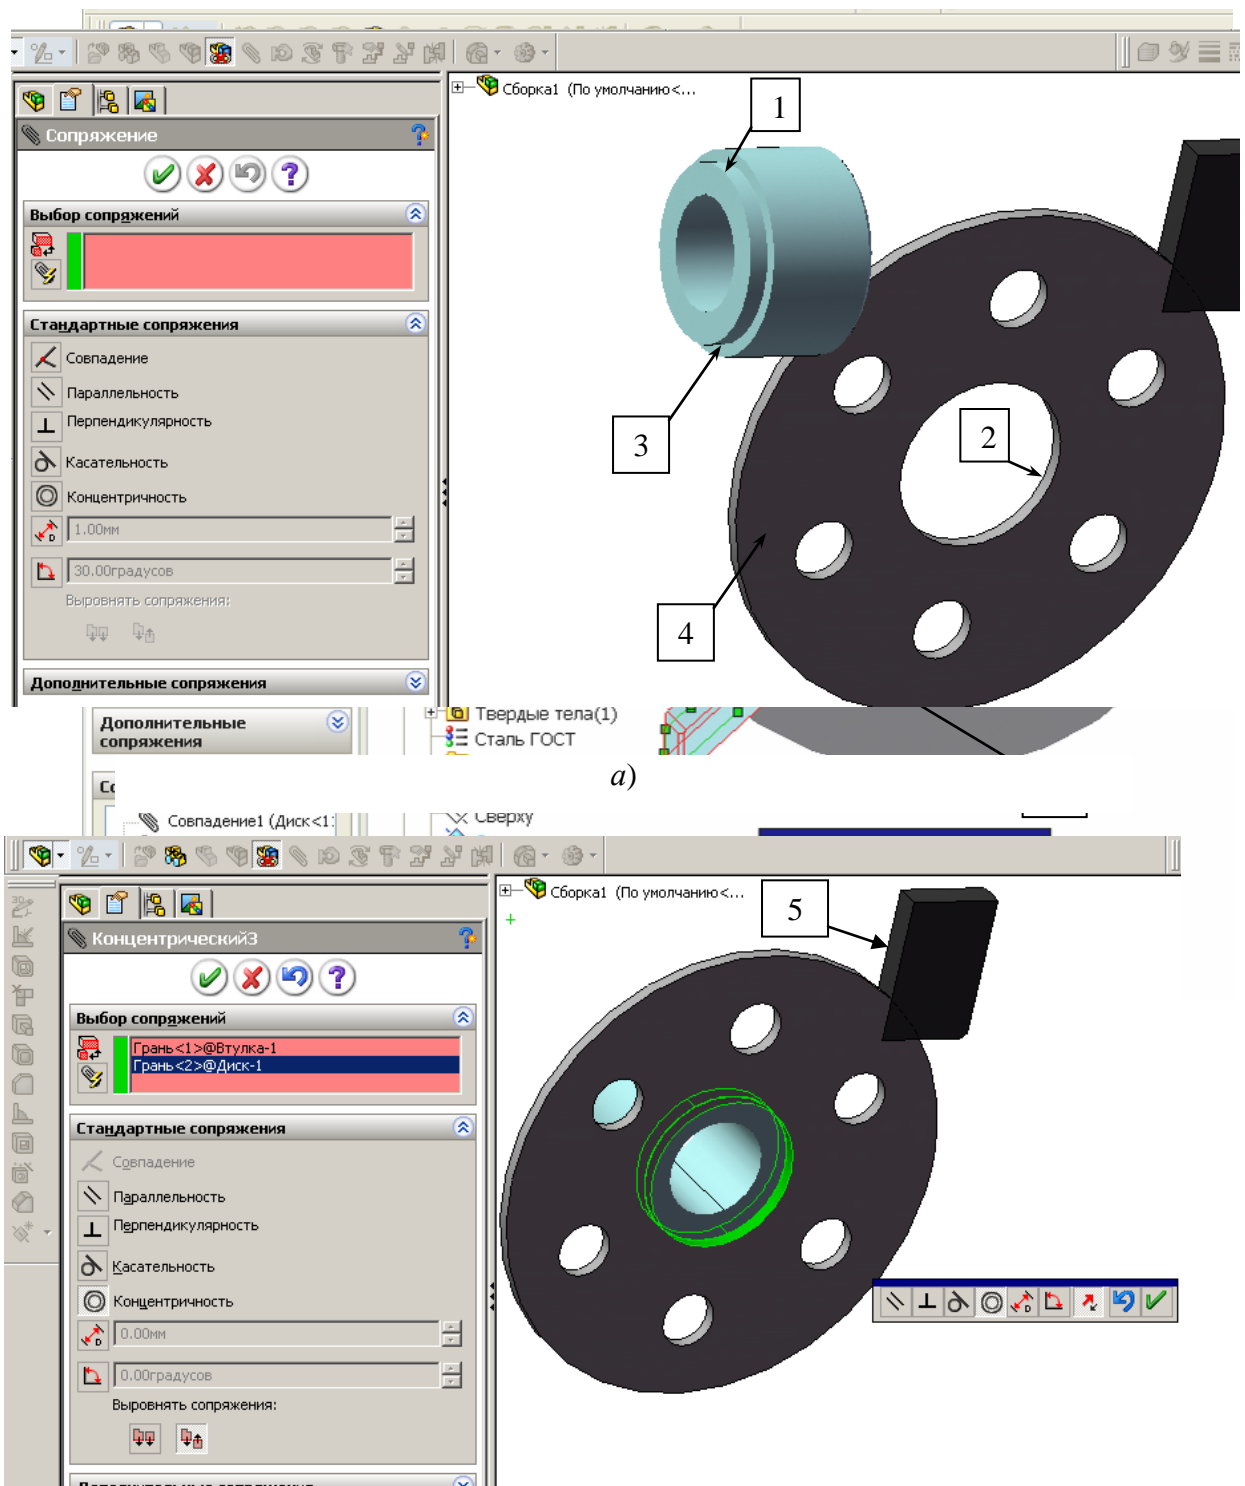 Сборка1 (По умолчанию<...
1
Сопряжение
Выбор сопряжений
Стандартные сопряжения
Совпадение
Параллельность
Перпендикулярность
2
3
Касательность
Концентричность
1.00мм
30.00градусов
Выровнять сопряжения:
4
Дополнительные сопряжения
Дополнительные
сопряжения
Твердые тела(1)
Сталь ГОСТ
а)
Совпадение1 (Диск<1
Сверху
Сборка1 (По умолчанию<...
5
Концентрический3
Выбор сопряжений
Грань<1>@Втулка-1
Грань<2>@Диск-1
Стандартные сопряжения
Совпадение
Параллельность
Перпендикулярность
Касательность
Концентричность
0.00мм
0.00градусов
Выровнять сопряжения: